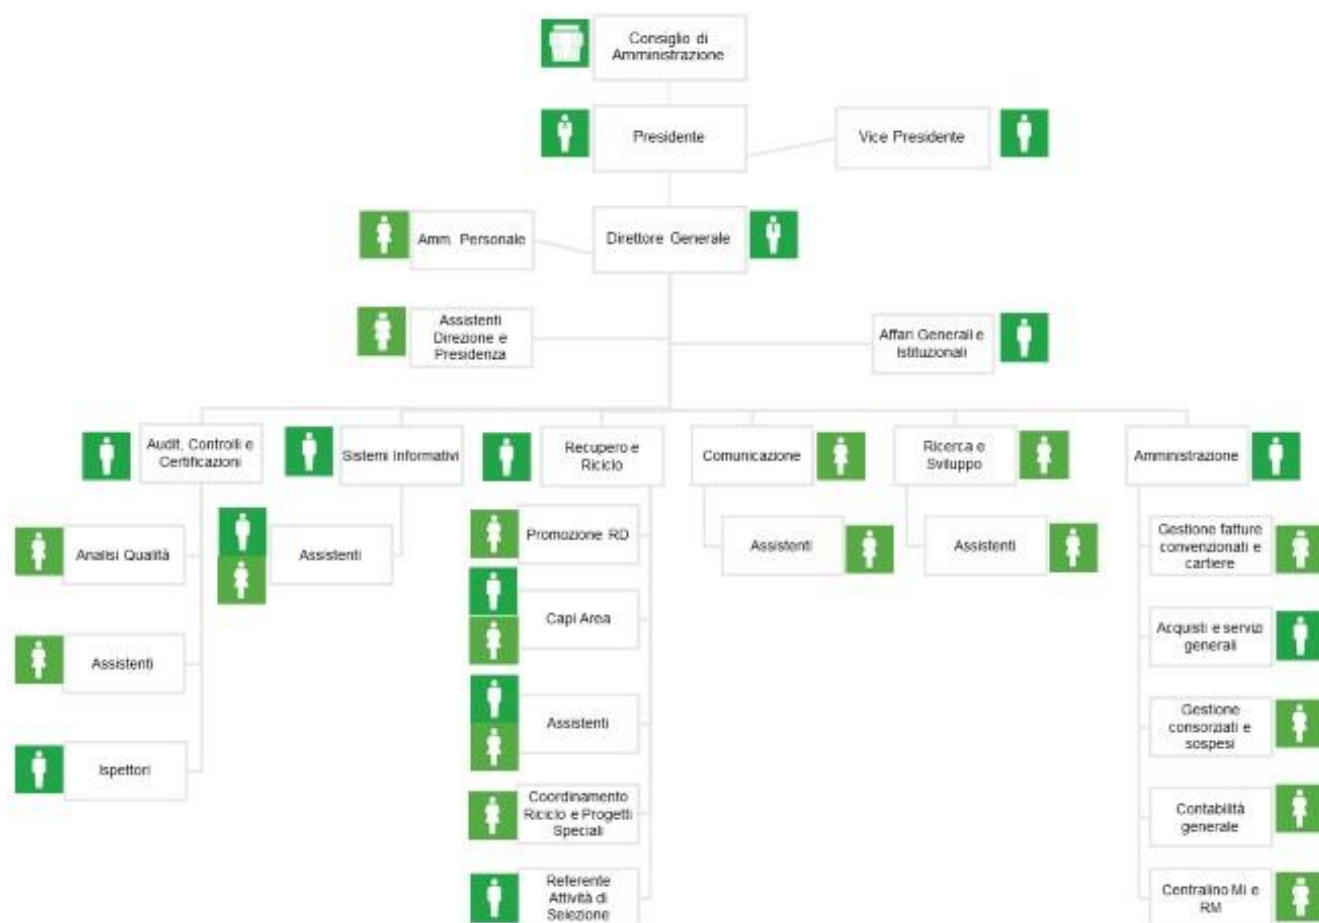 Consiglio di
Amministrazione
Presidente
Vice Presidente
Amm. Personale
Direttore Generale
Assistenti
Direzione e
Presidenza
Affari Generali e
Istituzionali
Audit, Controlli e
Certificazioni
Sistemi Informativi
Recupero e
Riciclo
Comunicazione
Ricerca e
Sviluppo
Amministrazione
Analisi Qualità
Assistenti
Ispettori
Assistenti
Promozione RD
Capi Area
Assistenti
Coordinamento
Riciclo e Progetti
Speciali
Referente
Attività di
Selezione
Assistenti
Assistenti
Gestione fatture
convenzionati e
cartiere
Acquisti e servizi
generali
Gestione
consorziati e
sospesi
Contabilità
generale
Centralino MI e
RM